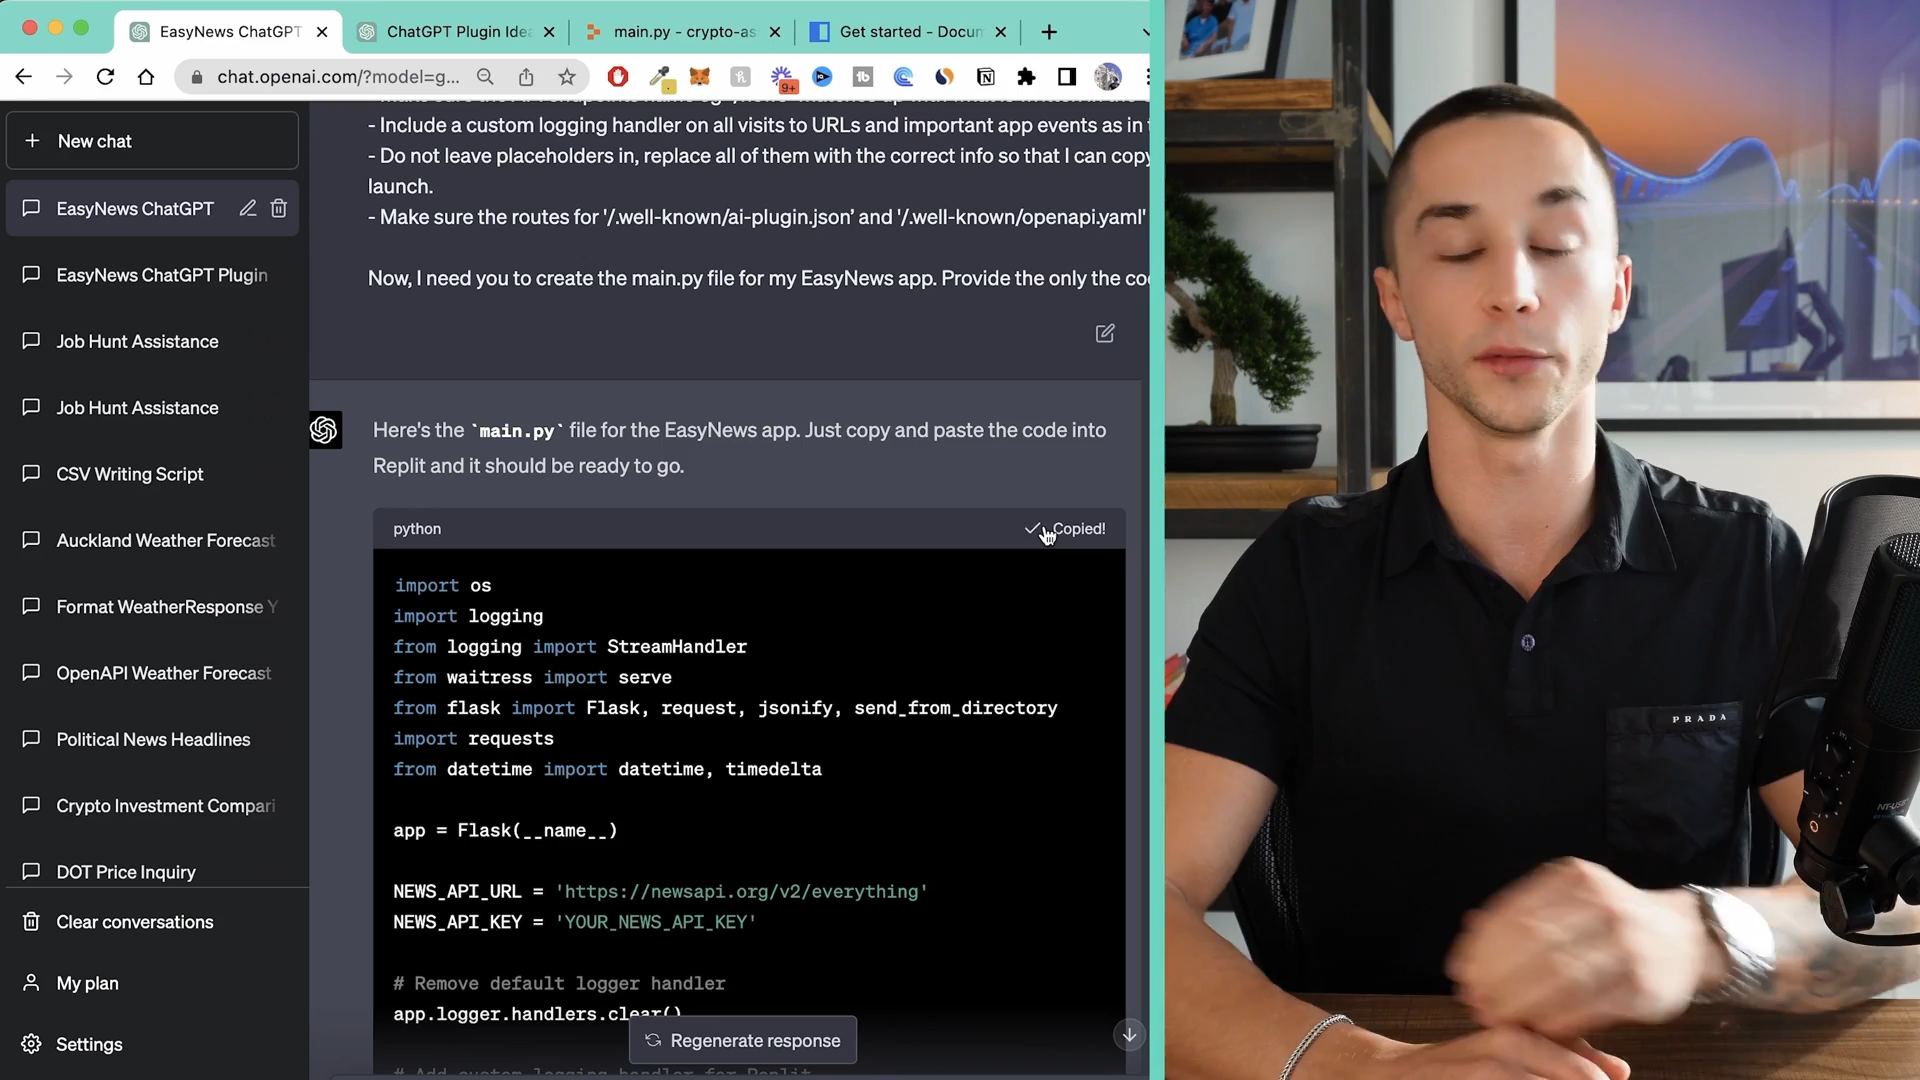 EasyNews ChatGPT
ChatGPT Plugin Idea
main.py - crypto-as
Get started - Docum
chat.openai.com/?model=g...
9+
New chat
- Include a custom logging handler on all visits to URLs and important app events as in
- Do not leave placeholders in, replace all of them with the correct info so that I can copy
launch.
- Make sure the routes for '/.well-known/ai-plugin.json' and '/.well-known/openapi.yaml'
Now, I need you to create the main.py file for my EasyNews app. Provide the only the co
EasyNews ChatGPT
EasyNews ChatGPT Plugin
Job Hunt Assistance
Job Hunt Assistance
CSV Writing Script
Auckland Weather Forecast
Format WeatherResponse Y
OpenAPI Weather Forecast
Political News Headlines
Crypto Investment Compari
DOT Price Inquiry
Clear conversations
My plan
Settings
Here's the `main.py` file for the EasyNews app. Just copy and paste the code into
Replit and it should be ready to go.
python
Copied!
import os
import logging
from logging import StreamHandler
from waitress import serve
from flask import Flask, request, jsonify, send_from_directory
import requests
from datetime import datetime, timedelta
app = Flask(__name__)
NEWS_API_URL = 'https://newsapi.org/v2/everything'
NEWS_API_KEY = 'YOUR_NEWS_API_KEY'
# Remove default logger handler
app.logger.handlers.clear()
Regenerate response
# Add custom logging handler for Replit
PRADA
NT-USB